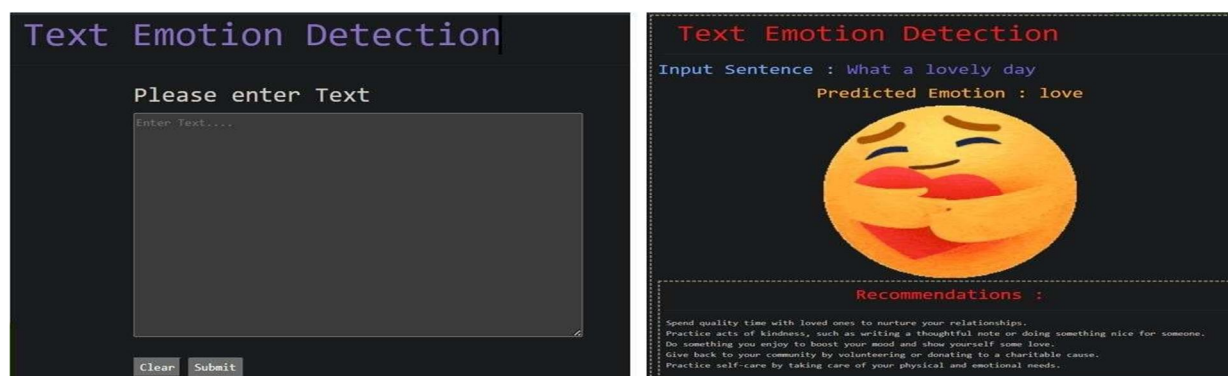 Text Emotion Detection
Please enter Text
Enter Text....
Clear Submit
Text Emotion Detection
Input Sentence : What a lovely day
Predicted Emotion : love
Recommendations :
Spend quality time with loved ones to nurture your relationships.
Practice acts of kindness, such as writing a thoughtful note or doing something nice for someone.
Do something you enjoy to boost your mood and show yourself some love.
Give back to your community by volunteering or donating to a charitable cause.
Practice self-care by taking care of your physical and emotional needs.